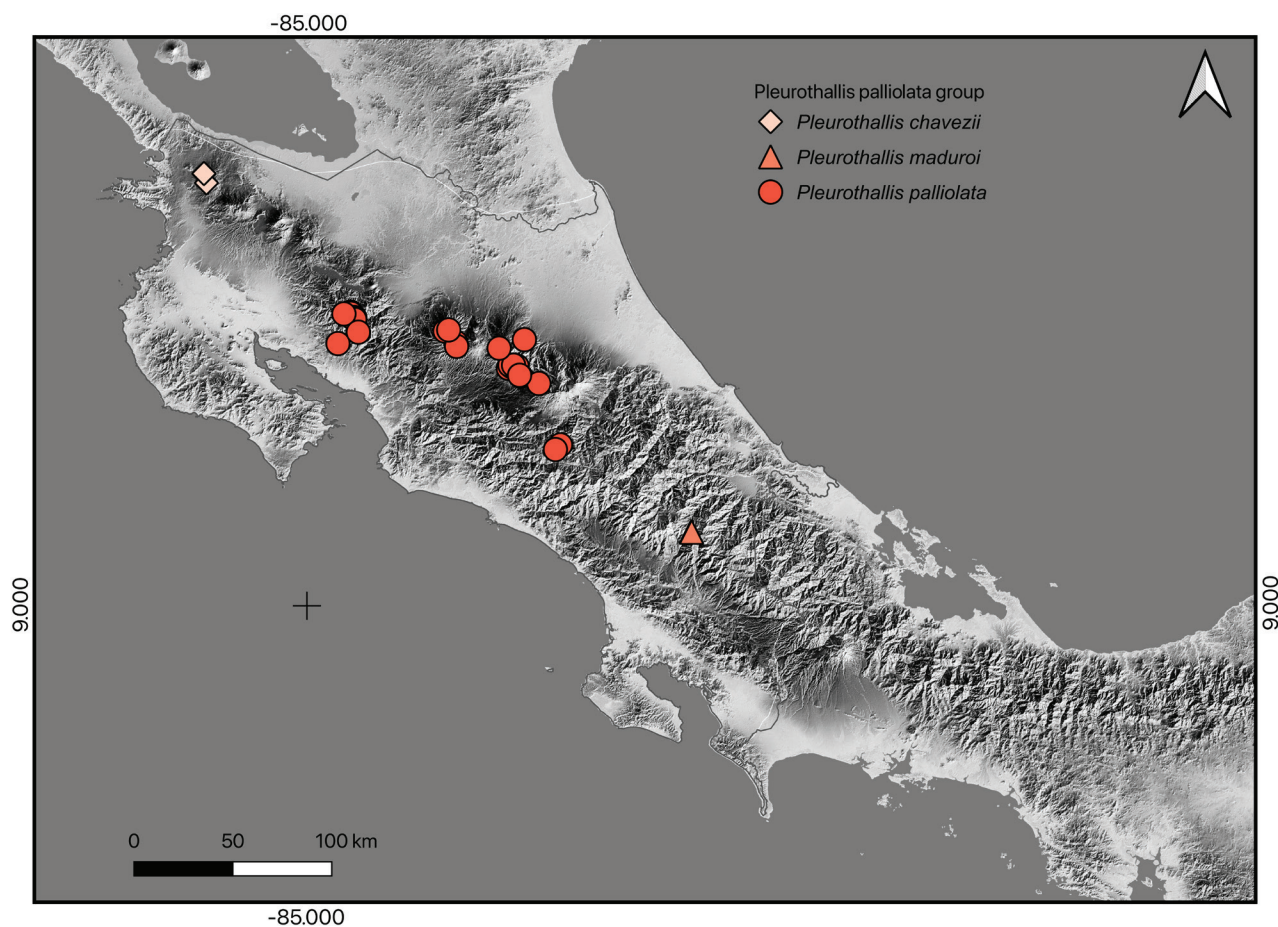 -85.000
Pleurothallis palliolata group
Pleurothallis chavezii
Pleurothallis maduroi
Pleurothallis palliolata
9.000
9.000
0 50 100 km
-85.000